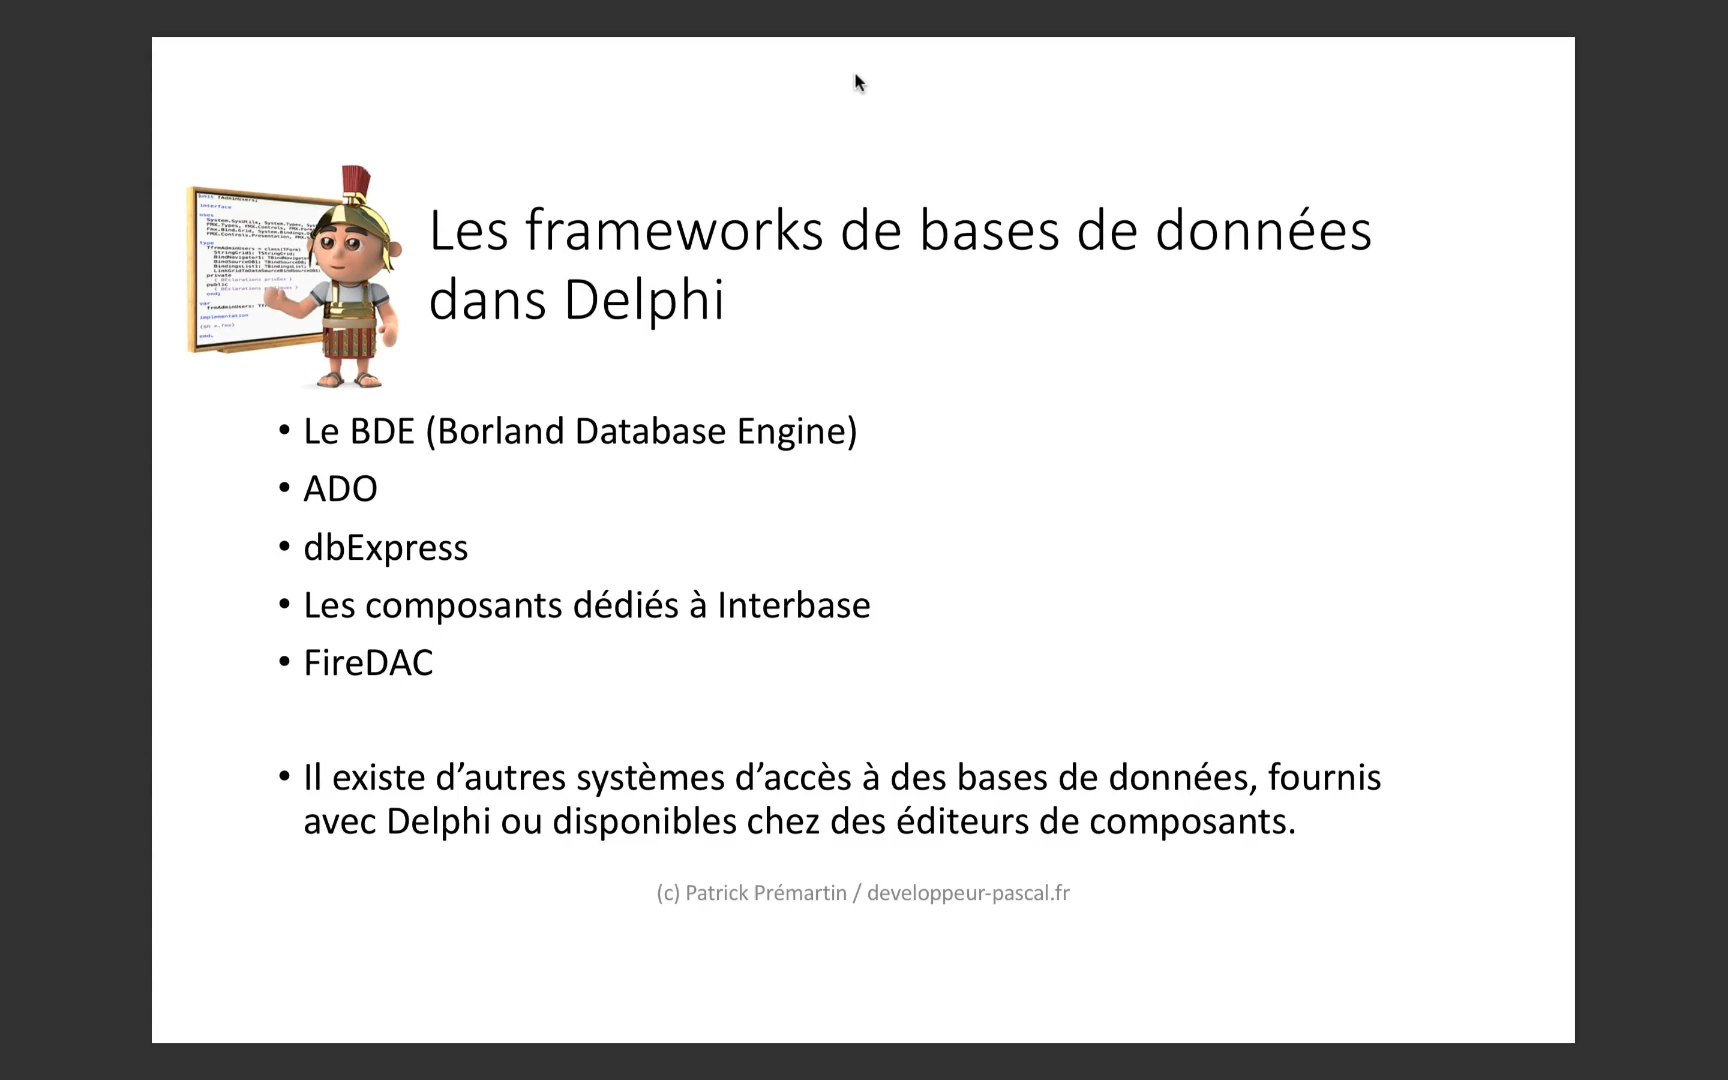 Les frameworks de bases de données
dans Delphi
• Le BDE (Borland Database Engine)
• ADO
• dbExpress
• Les composants dédiés à Interbase
• FireDAC
• Il existe d’autres systèmes d’accès à des bases de données, fournis
avec Delphi ou disponibles chez des éditeurs de composants.
(c) Patrick Prémartin / developpeur-pascal.fr